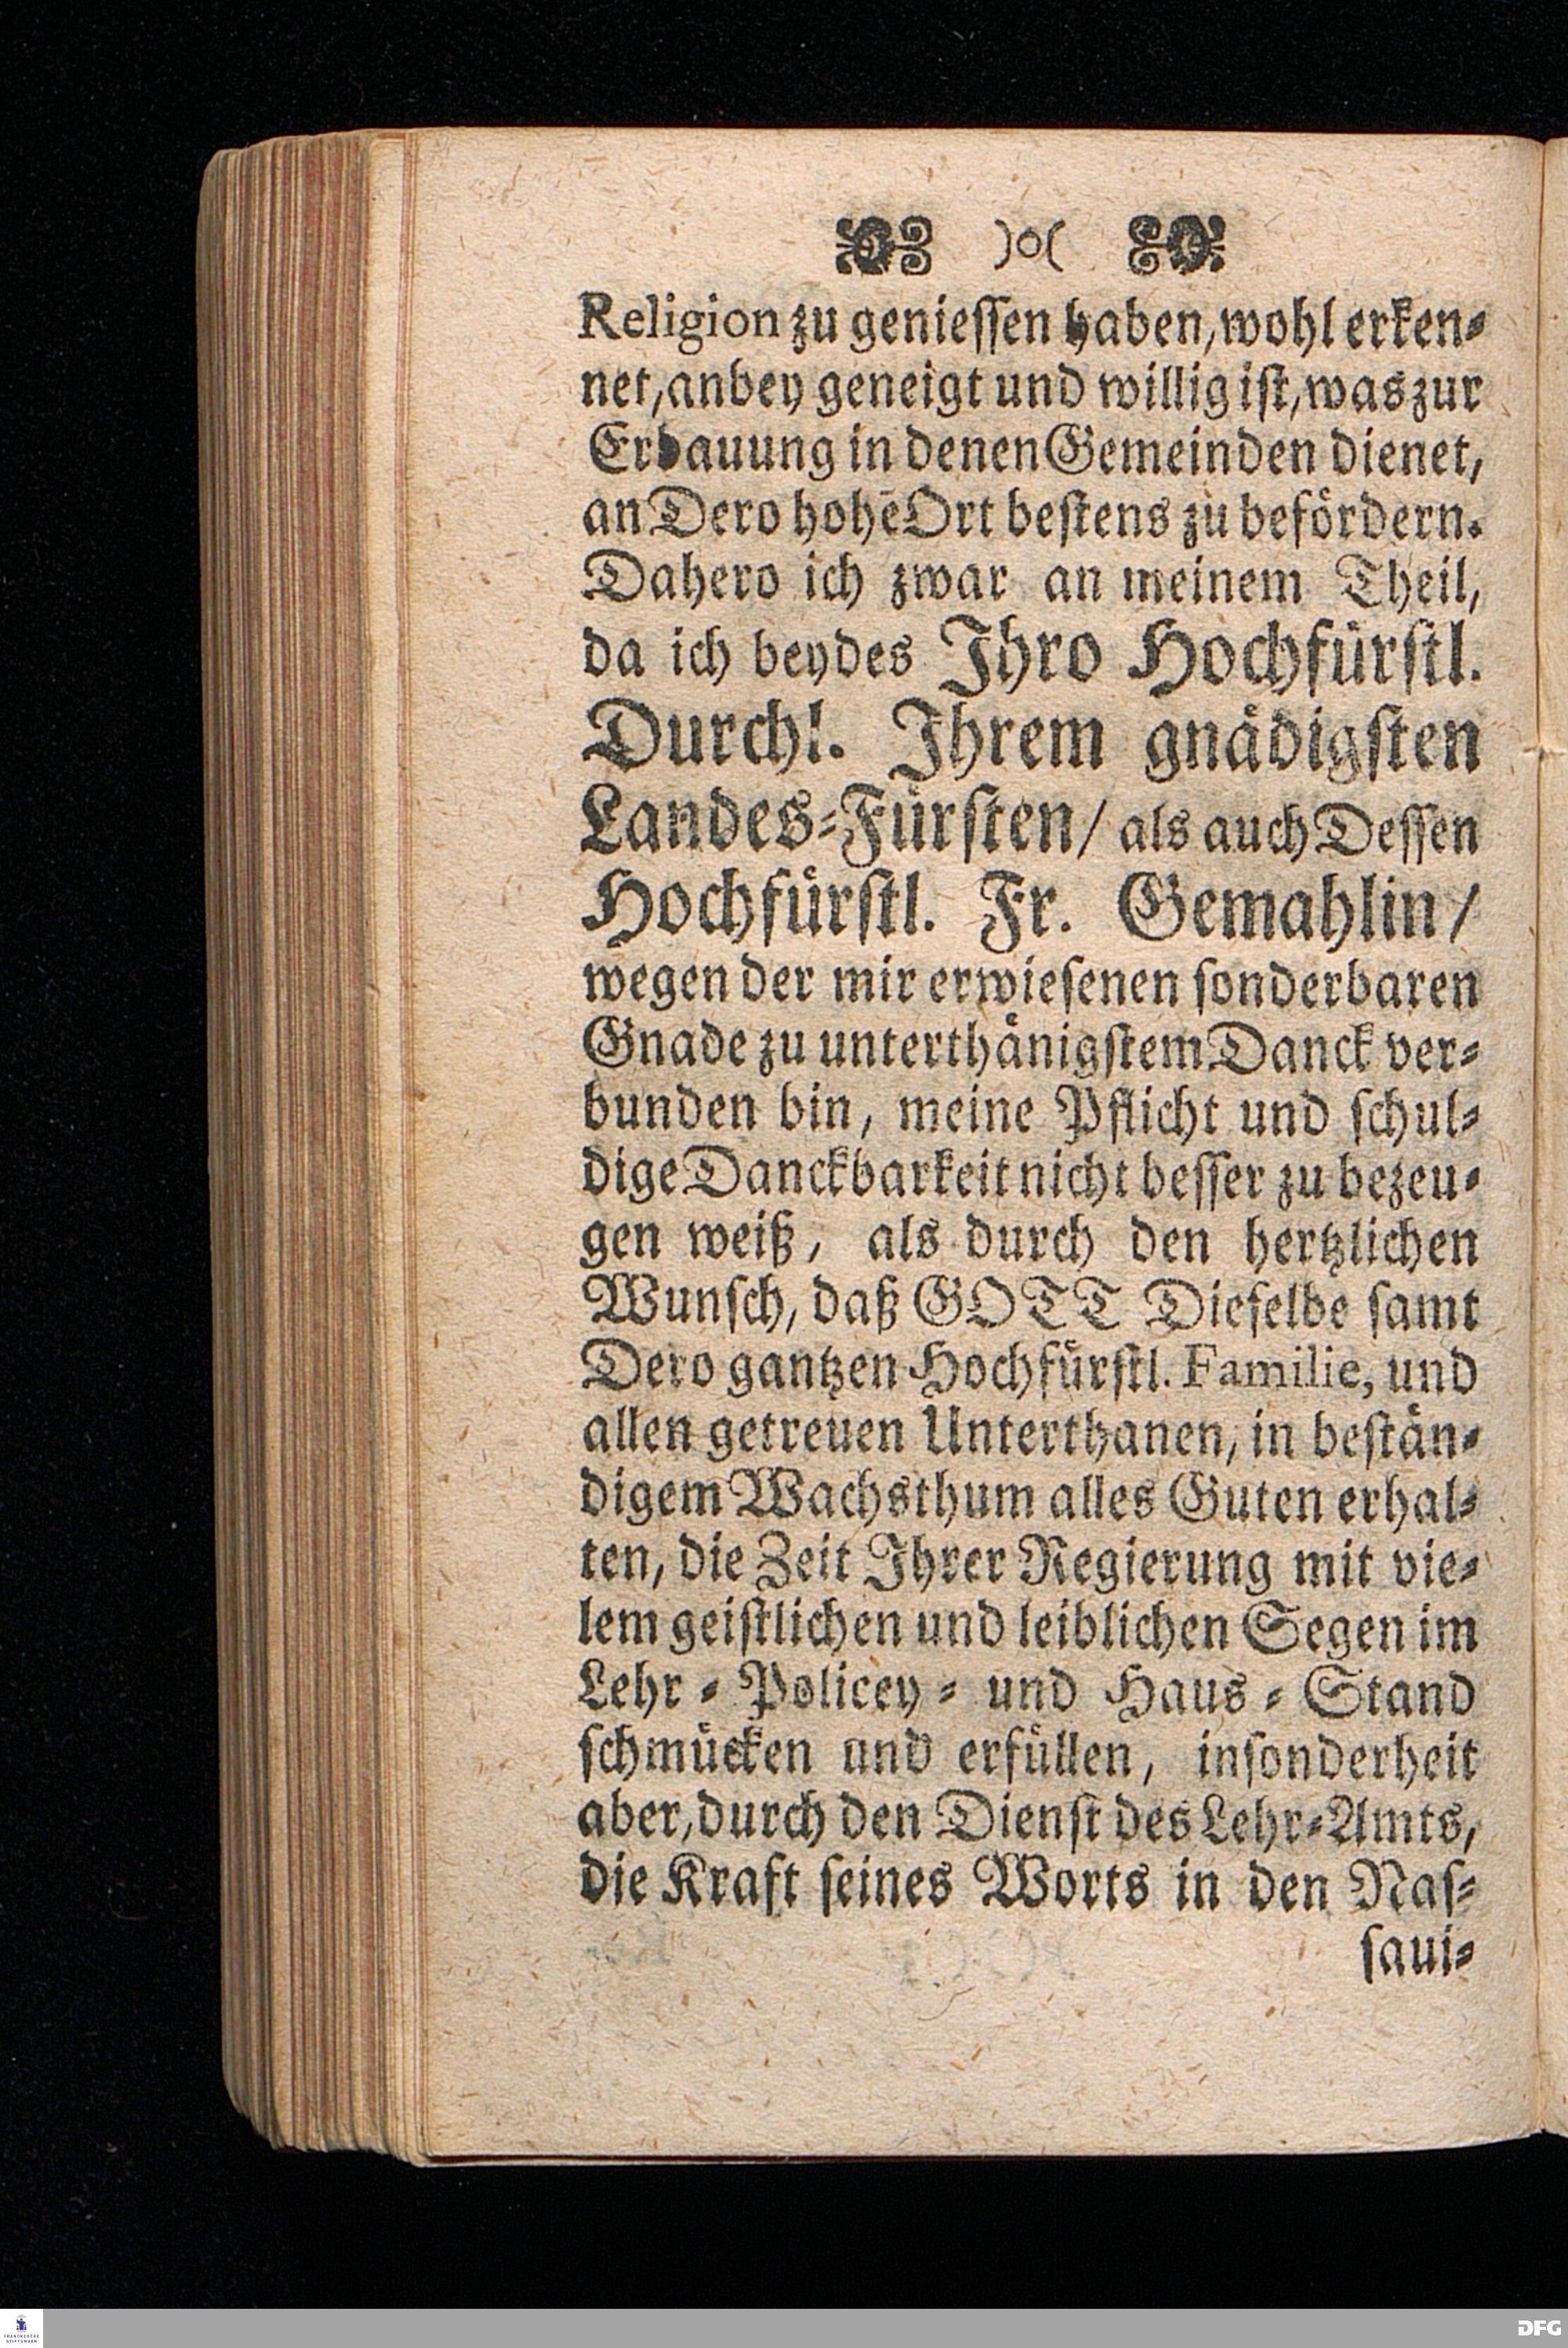 )o(
Religion zu genieſſen haben, wohl erken⸗
net, anbey geneigt und willig iſt, was zur
Erbauung in denen Gemeinden dienet,
an Dero hohē Ort beſtens zu befördern.
Dahero ich zwar an meinem Theil,
da ich beydes Ihro Hochfürſtl.
Durchl. Ihrem gnädigſten
Landes⸗Fürſten/ als auch Deſſen
Hochfürſtl. Fr. Gemahlin/
wegen der mir erwieſenen ſonderbaren
Gnade zu unterthänigſtem Danck ver⸗
bunden bin, meine Pflicht und ſchul⸗
dige Danckbarkeit nicht beſſer zu bezeu⸗
gen weiß, als durch den hertzlichen
Wunſch, daß GOTT Dieſelbe ſamt
Dero gantzen Hochfürſtl. Familie, und
allen getreuen Unterthanen, in beſtän⸗
digem Wachsthum alles Guten erhal⸗
ten, die Zeit Ihrer Regierung mit vie⸗
lem geiſtlichen und leiblichen Segen im
Lehr⸗ Policey⸗ und Haus⸗Stand
ſchmücken und erfüllen, inſonderheit
aber, durch den Dienſt des Lehr⸗Amts,
die Kraft ſeines Worts in den Naſ⸗
ſaui⸗
FRANCKESCHE
STIFTUNGEN
DFG